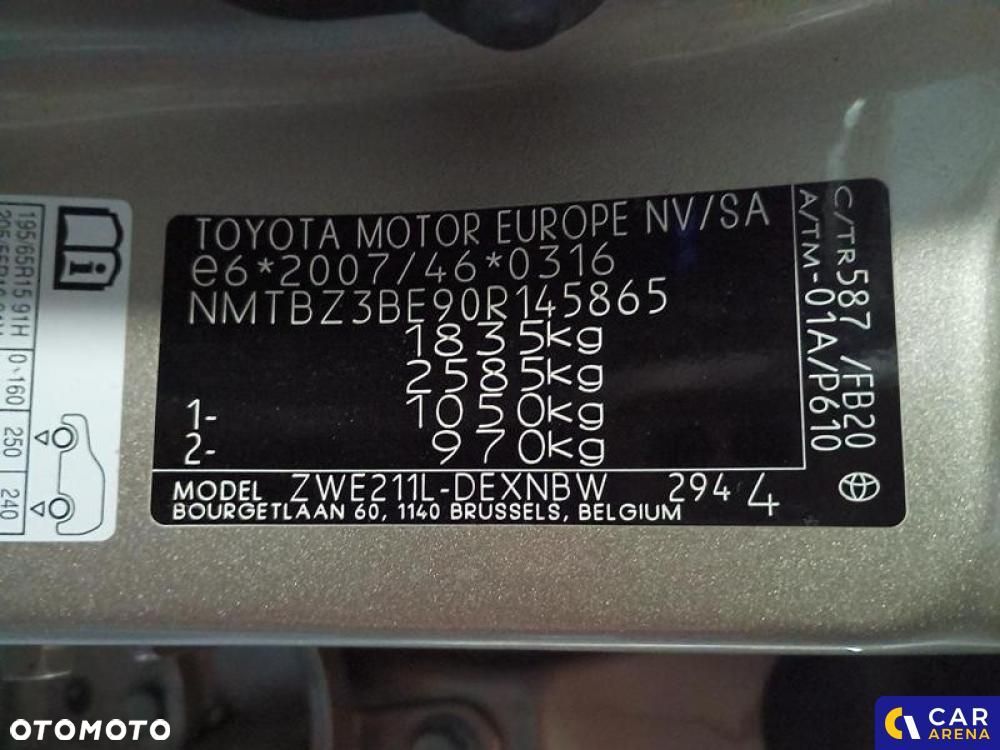 TOYOTA MOTOR EUROPE NV/SA
e6*2007/46*0316
NMTBZ3BE90R145865
1835kg
2585kg
1- 1050kg
2- 970kg
MODEL ZWE211L-DEXNBW 294 4
BOURGETLAAN 60, 1140 BRUSSELS, BELGIUM
C/TR587 /FB20
A/TM-01A/P610
i
195/65R15 91H 0~160 250 240
OTOMOTO
CAR
ARENA